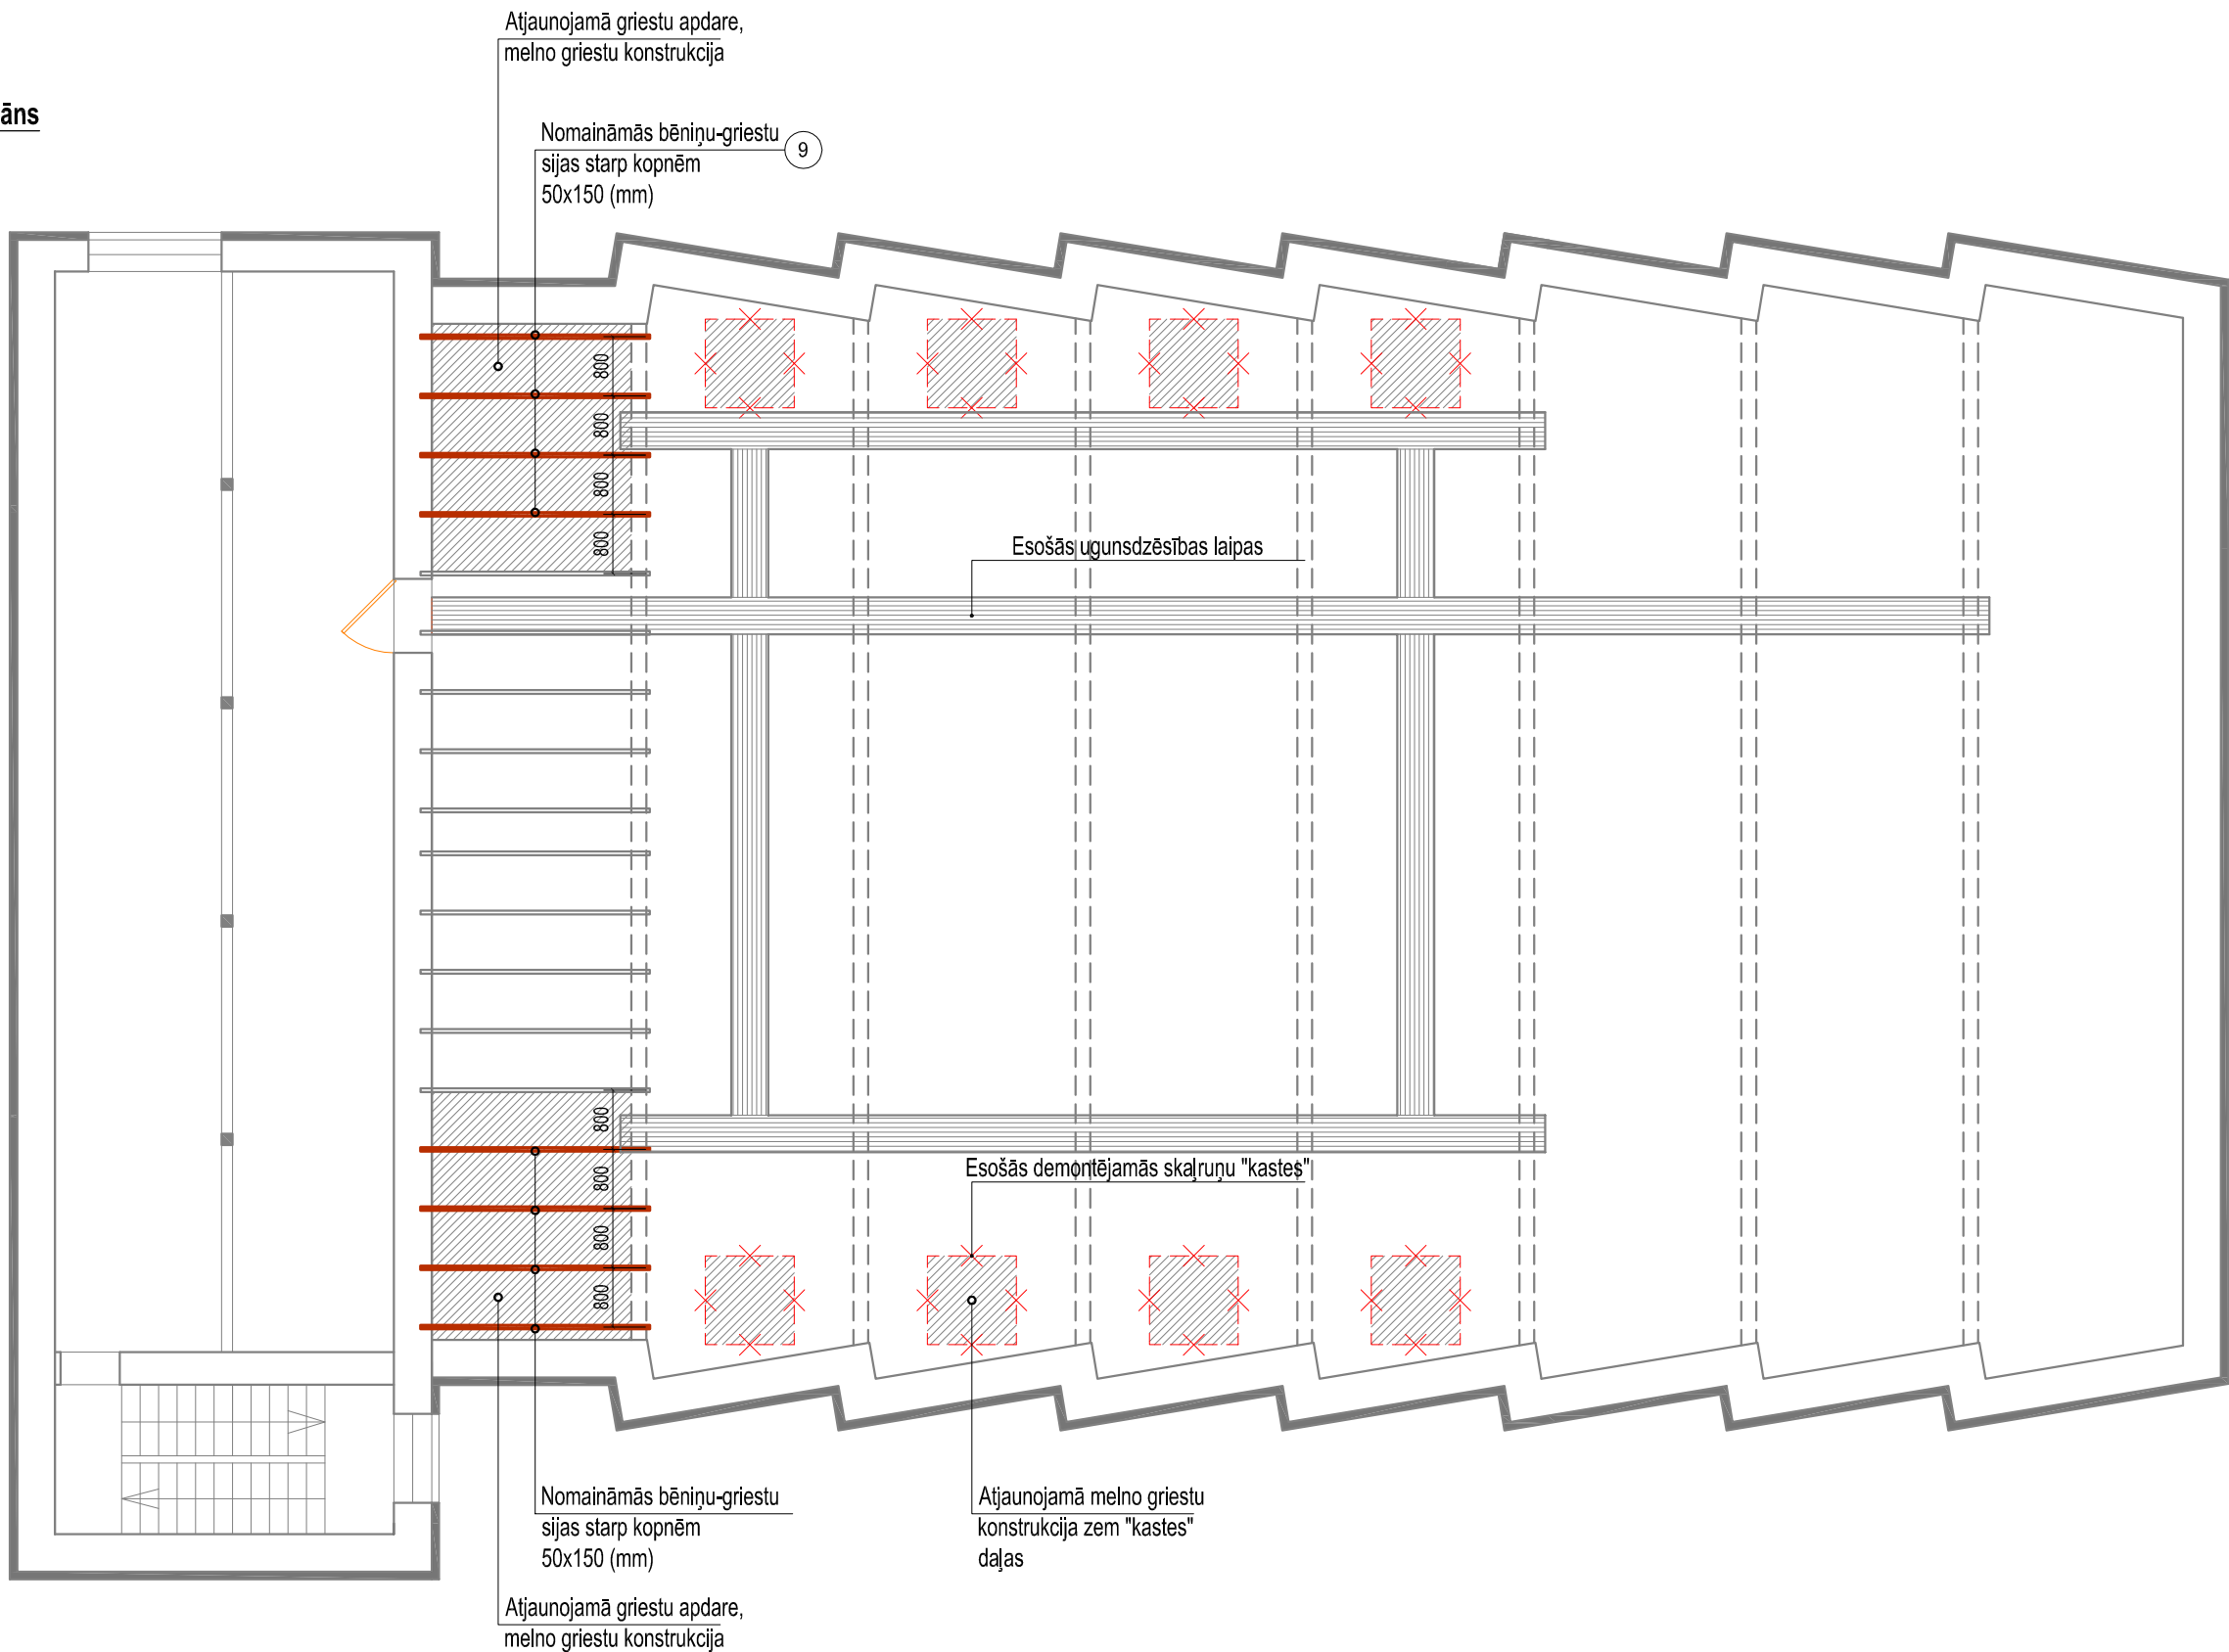 Atjaunojamā griestu apdare,
melno griestu konstrukcija
āns
Nomaināmās bēniņu-griestu
sijas starp kopnēm
50x150 (mm)
9
800
800
800
800
Esošās ugunsdzēsības laipas
800
800
800
800
Esošās demontējamās skaļruņu "kastes"
Nomaināmās bēniņu-griestu
sijas starp kopnēm
50x150 (mm)
Atjaunojamā melno griestu
konstrukcija zem "kastes"
daļas
Atjaunojamā griestu apdare,
melno griestu konstrukcija